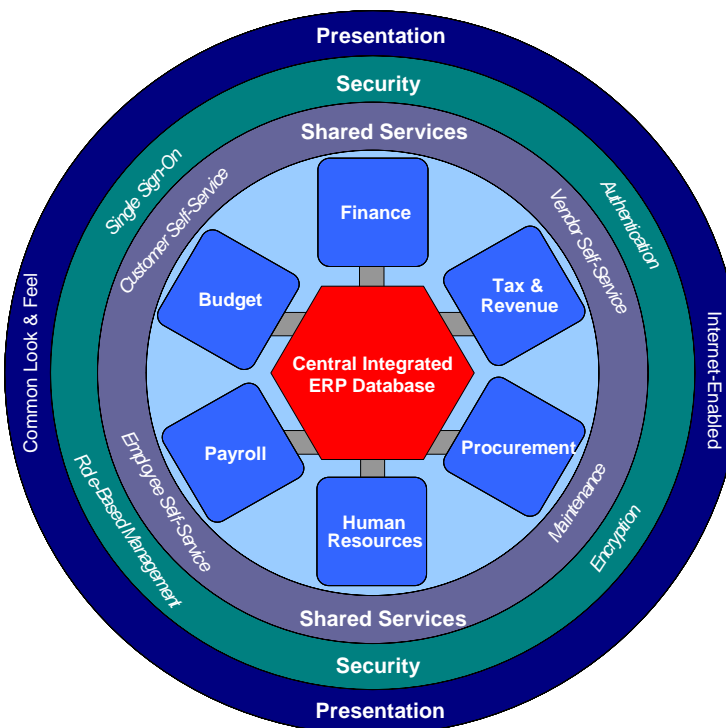 Presentation
Security
Shared Services
Single Sign-On
Customer Self-Service
Vendor Self-Service
Authentication
Finance
Budget
Tax &
Revenue
Common Look & Feel
Internet-Enabled
Central Integrated
ERP Database
Payroll
Procurement
Role-Based Management
Employee Self-Service
Maintenance
Encryption
Human
Resources
Shared Services
Security
Presentation